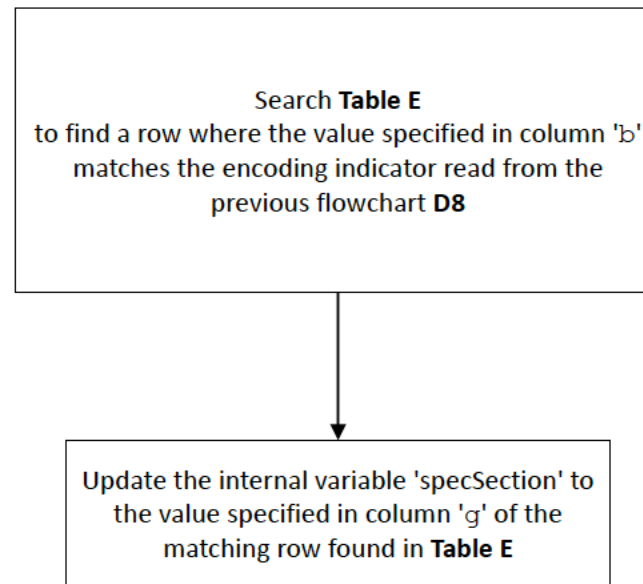 Search Table E
to find a row where the value specified in column 'b'
matches the encoding indicator read from the
previous flowchart D8
Update the internal variable 'specSection' to
the value specified in column 'g' of the
matching row found in Table E